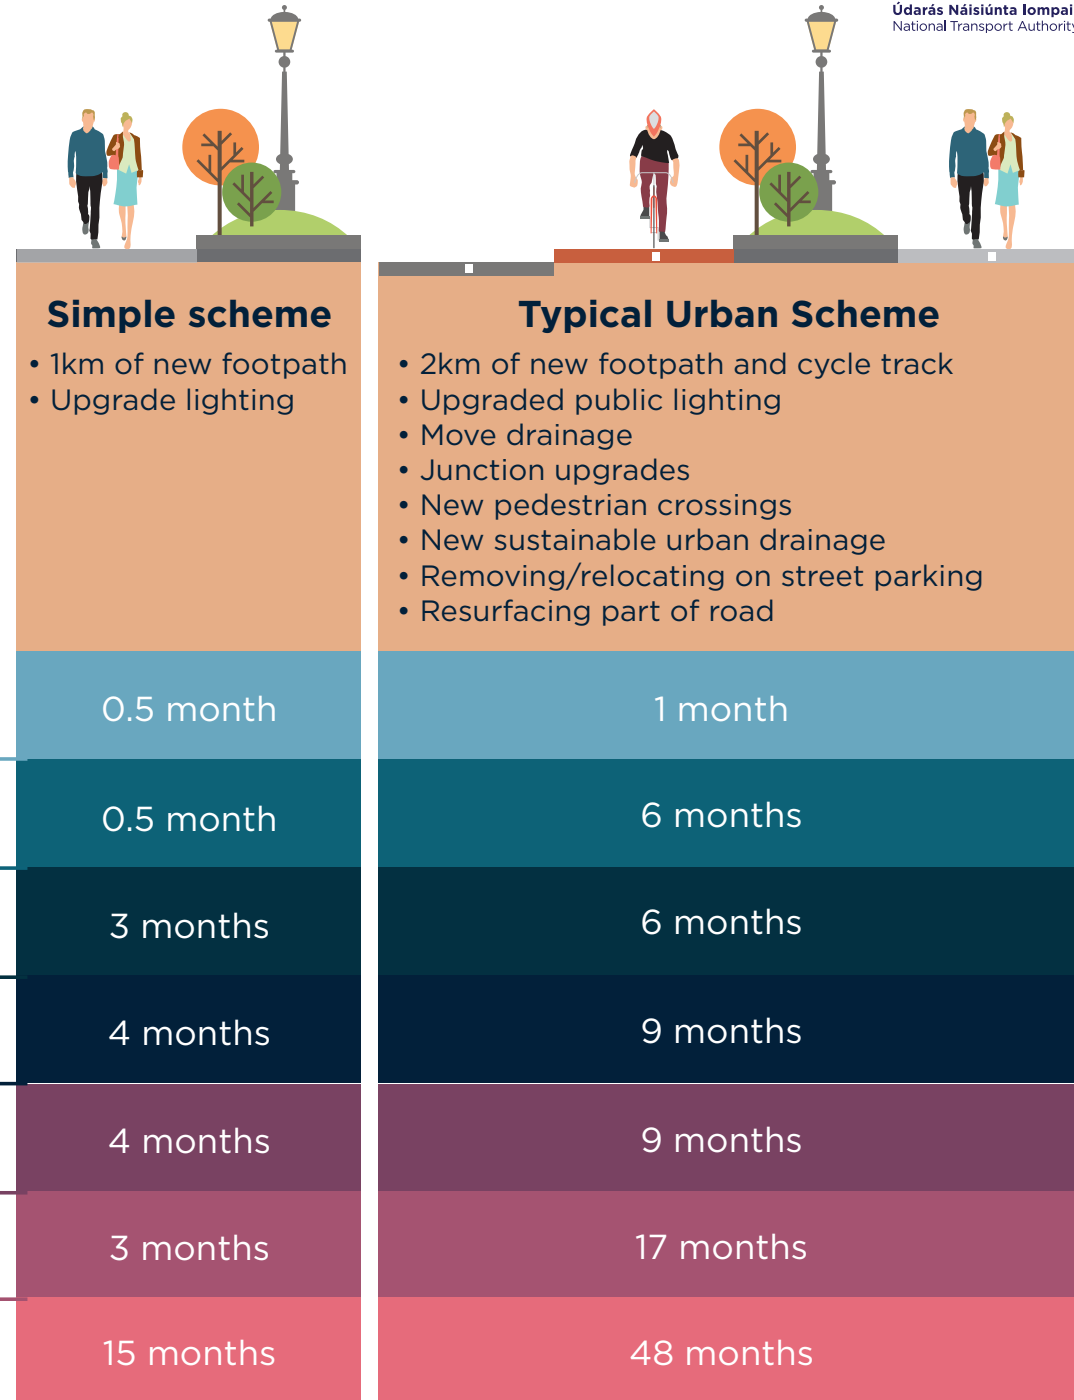 Údarás Náisiúnta Iompair
National Transport Authority
Simple scheme
• 1km of new footpath
• Upgrade lighting
Typical Urban Scheme
• 2km of new footpath and cycle track
• Upgraded public lighting
• Move drainage
• Junction upgrades
• New pedestrian crossings
• New sustainable urban drainage
• Removing/relocating on street parking
• Resurfacing part of road
0.5 month
1 month
0.5 month
6 months
3 months
6 months
4 months
9 months
4 months
9 months
3 months
17 months
15 months
48 months